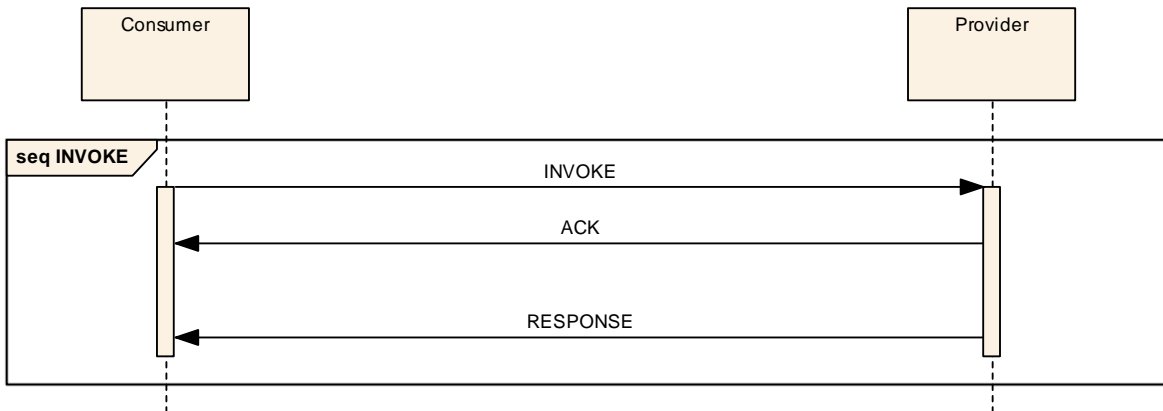 Consumer
Provider
seq INVOKE
INVOKE
ACK
RESPONSE